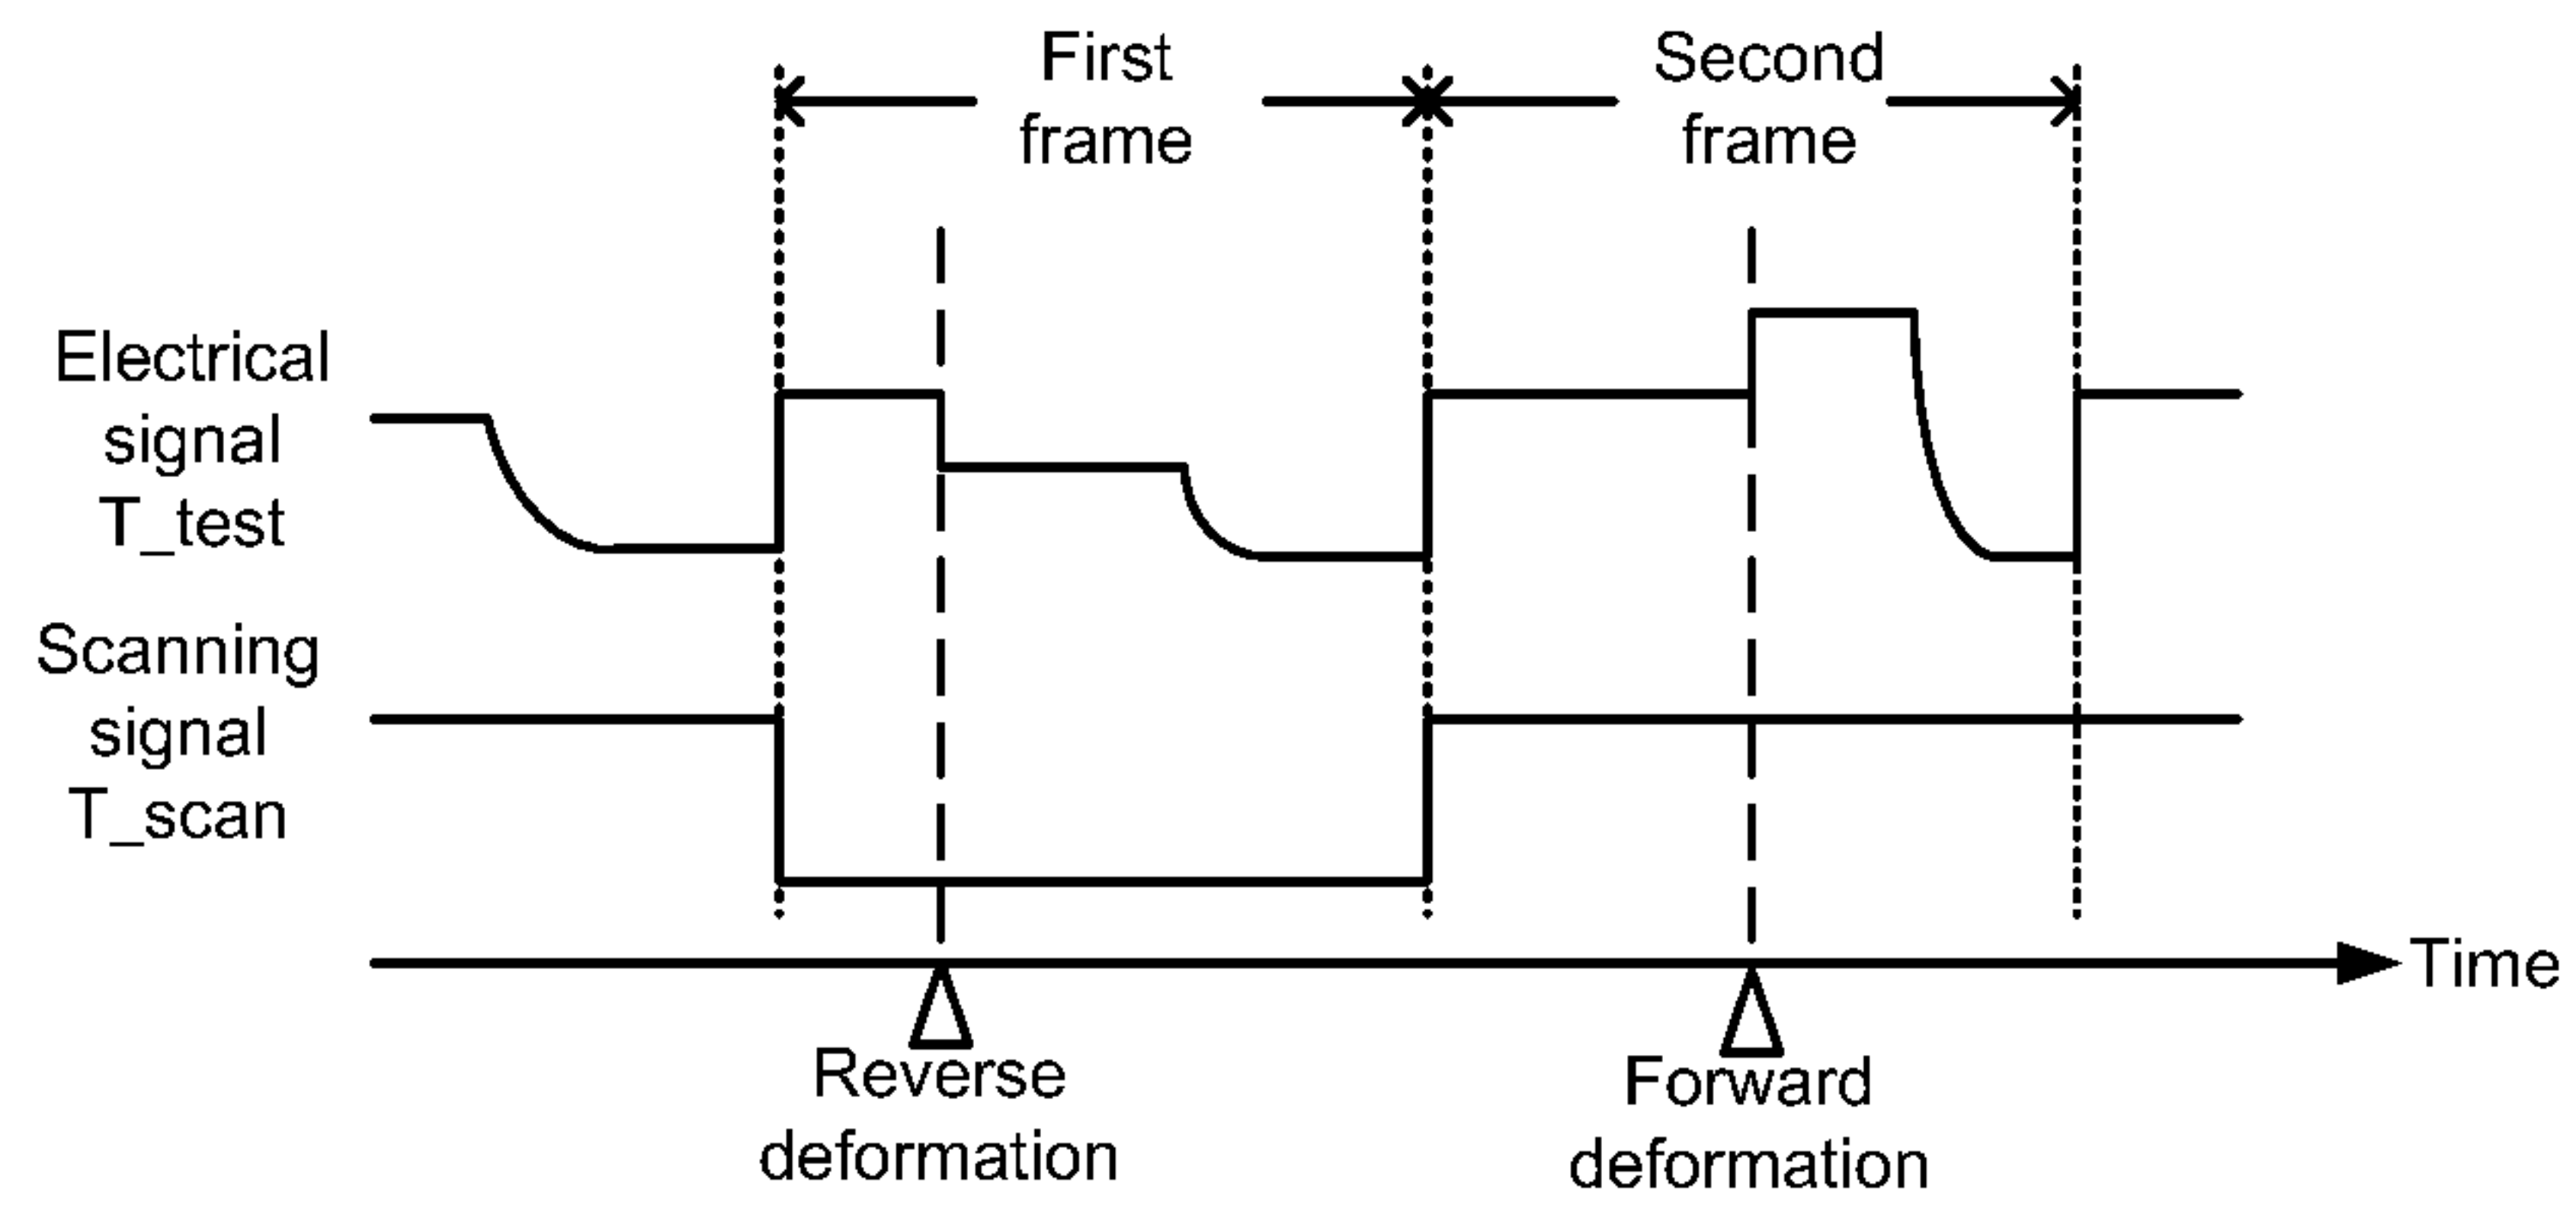 First
frame
Second
frame
Electrical
signal
T_test
Scanning
signal
T_scan
Time
Reverse
deformation
Forward
deformation